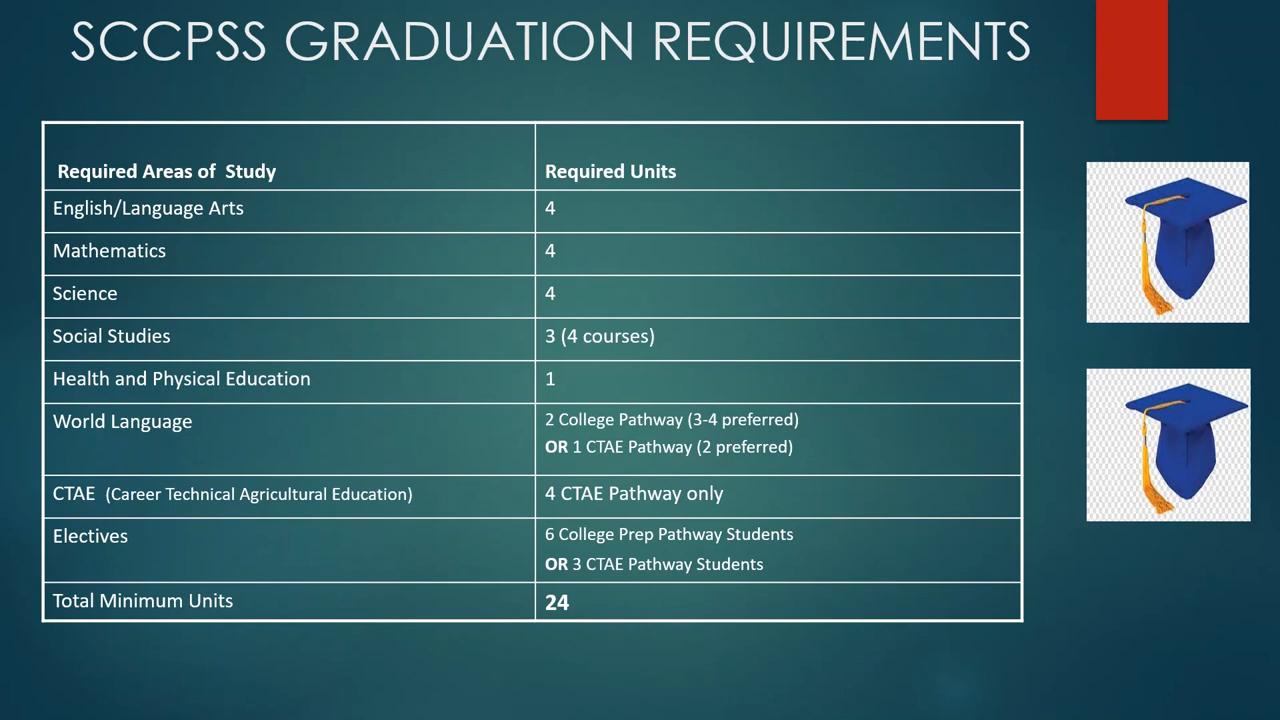 SCCPSS GRADUATION REQUIREMENTS
Required Areas of Study
Required Units
English/Language Arts
4
Mathematics
4
Science
4
Social Studies
3 (4 courses)
Health and Physical Education
1
World Language
2 College Pathway (3-4 preferred)
OR 1 CTAE Pathway (2 preferred)
CTAE (Career Technical Agricultural Education)
4 CTAE Pathway only
Electives
6 College Prep Pathway Students
OR 3 CTAE Pathway Students
Total Minimum Units
24